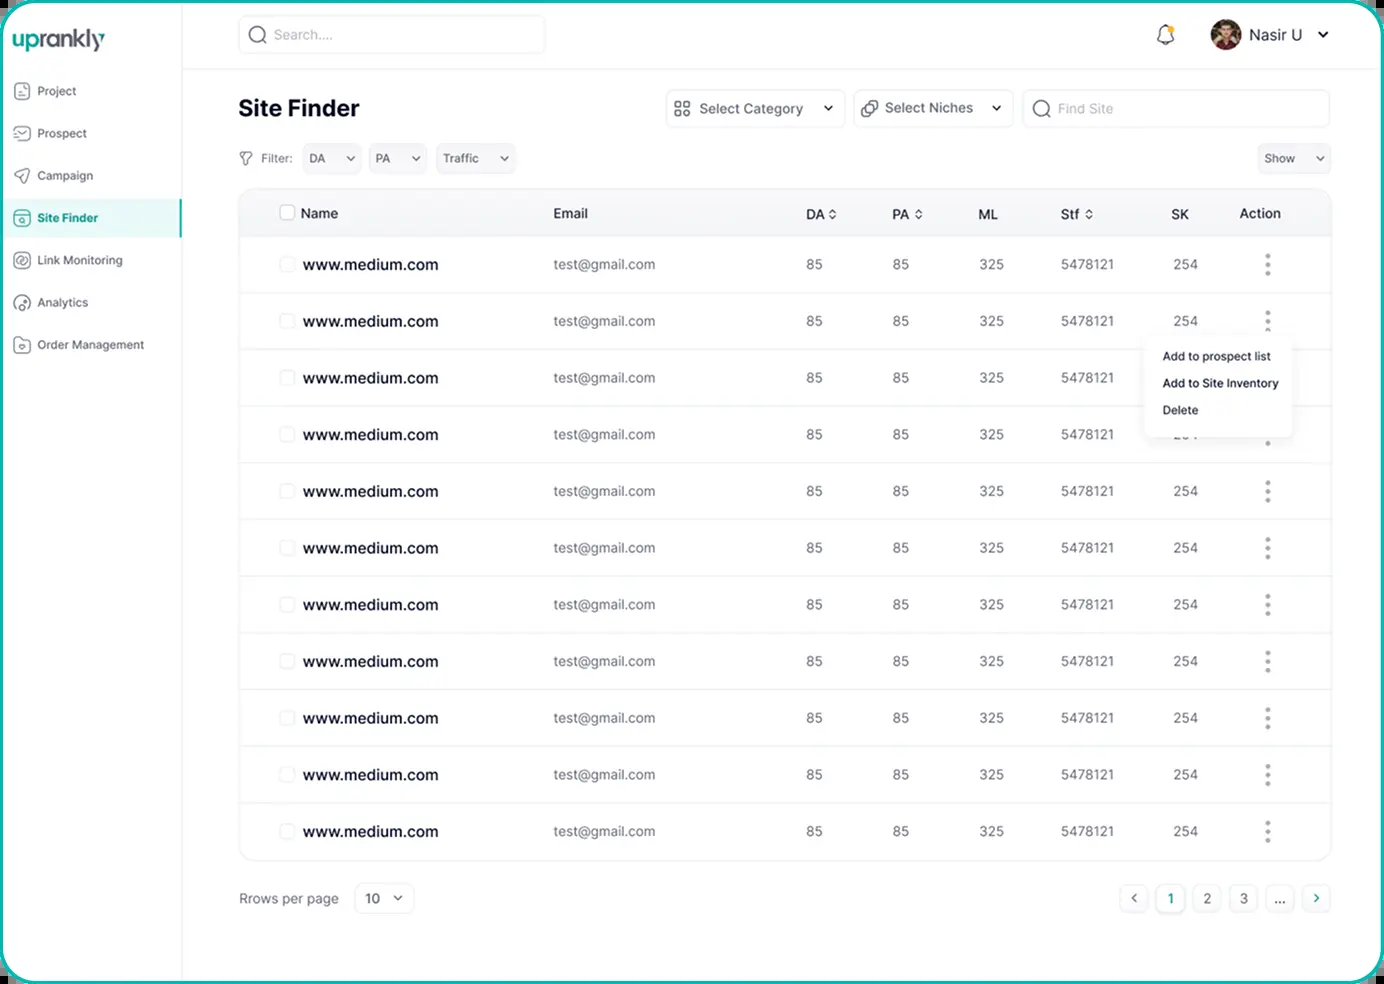 uprankly
Search....
Nasir U
Project
Prospect
Campaign
Site Finder
Link Monitoring
Analytics
Order Management
Site Finder
Select Category
Select Niches
Find Site
Filter:
DA
PA
Traffic
Show
Name Email DA PA ML Stf SK Action
www.medium.com test@gmail.com 85 85 325 5478121 254
www.medium.com test@gmail.com 85 85 325 5478121 254
Add to prospect list
Add to Site Inventory
Delete
www.medium.com test@gmail.com 85 85 325 5478121
www.medium.com test@gmail.com 85 85 325 5478121
www.medium.com test@gmail.com 85 85 325 5478121 254
www.medium.com test@gmail.com 85 85 325 5478121 254
www.medium.com test@gmail.com 85 85 325 5478121 254
www.medium.com test@gmail.com 85 85 325 5478121 254
www.medium.com test@gmail.com 85 85 325 5478121 254
www.medium.com test@gmail.com 85 85 325 5478121 254
www.medium.com test@gmail.com 85 85 325 5478121 254
Rrows per page 10
1 2 3 ...